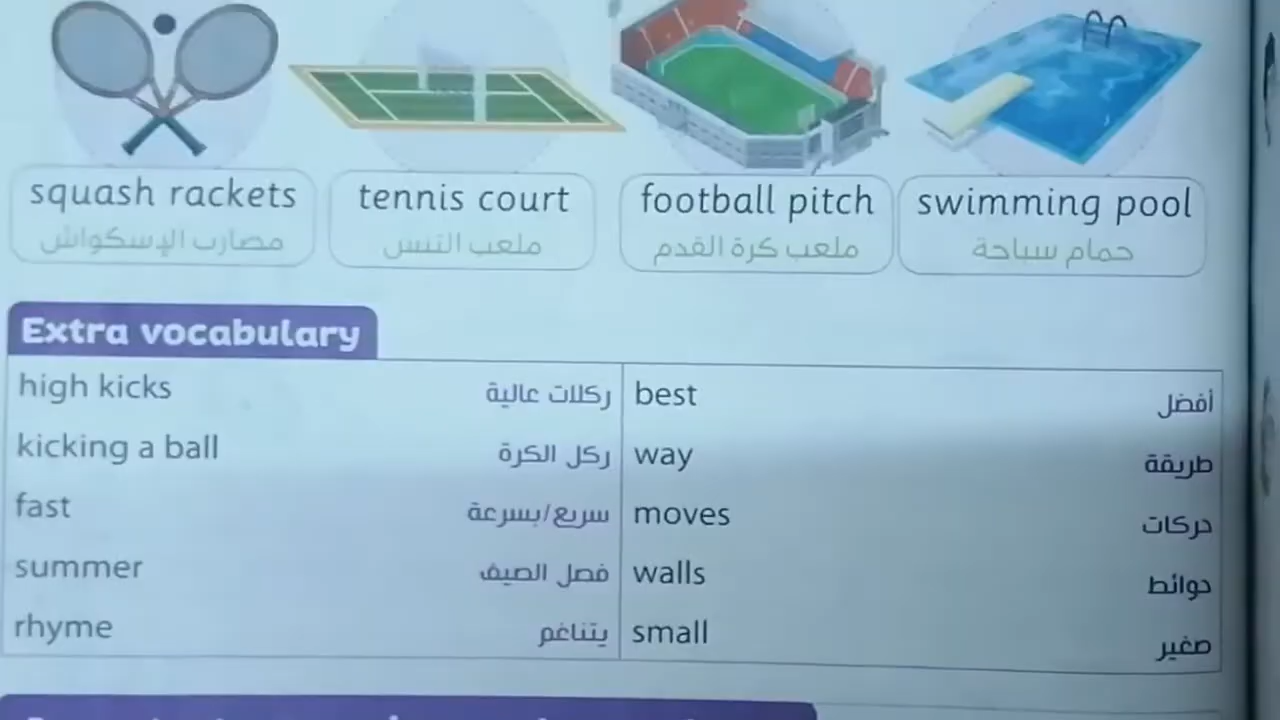 squash rackets
مضارب الإسكواش
tennis court
ملعب التنس
football pitch
ملعب كرة القدم
swimming pool
حمام سباحة
Extra vocabulary
high kicks ركلات عالية
best أفضل
kicking a ball ركل الكرة
way طريقة
fast سريع/بسرعة
moves حركات
summer فصل الصيف
walls حوائط
rhyme يتناغم
small صغير